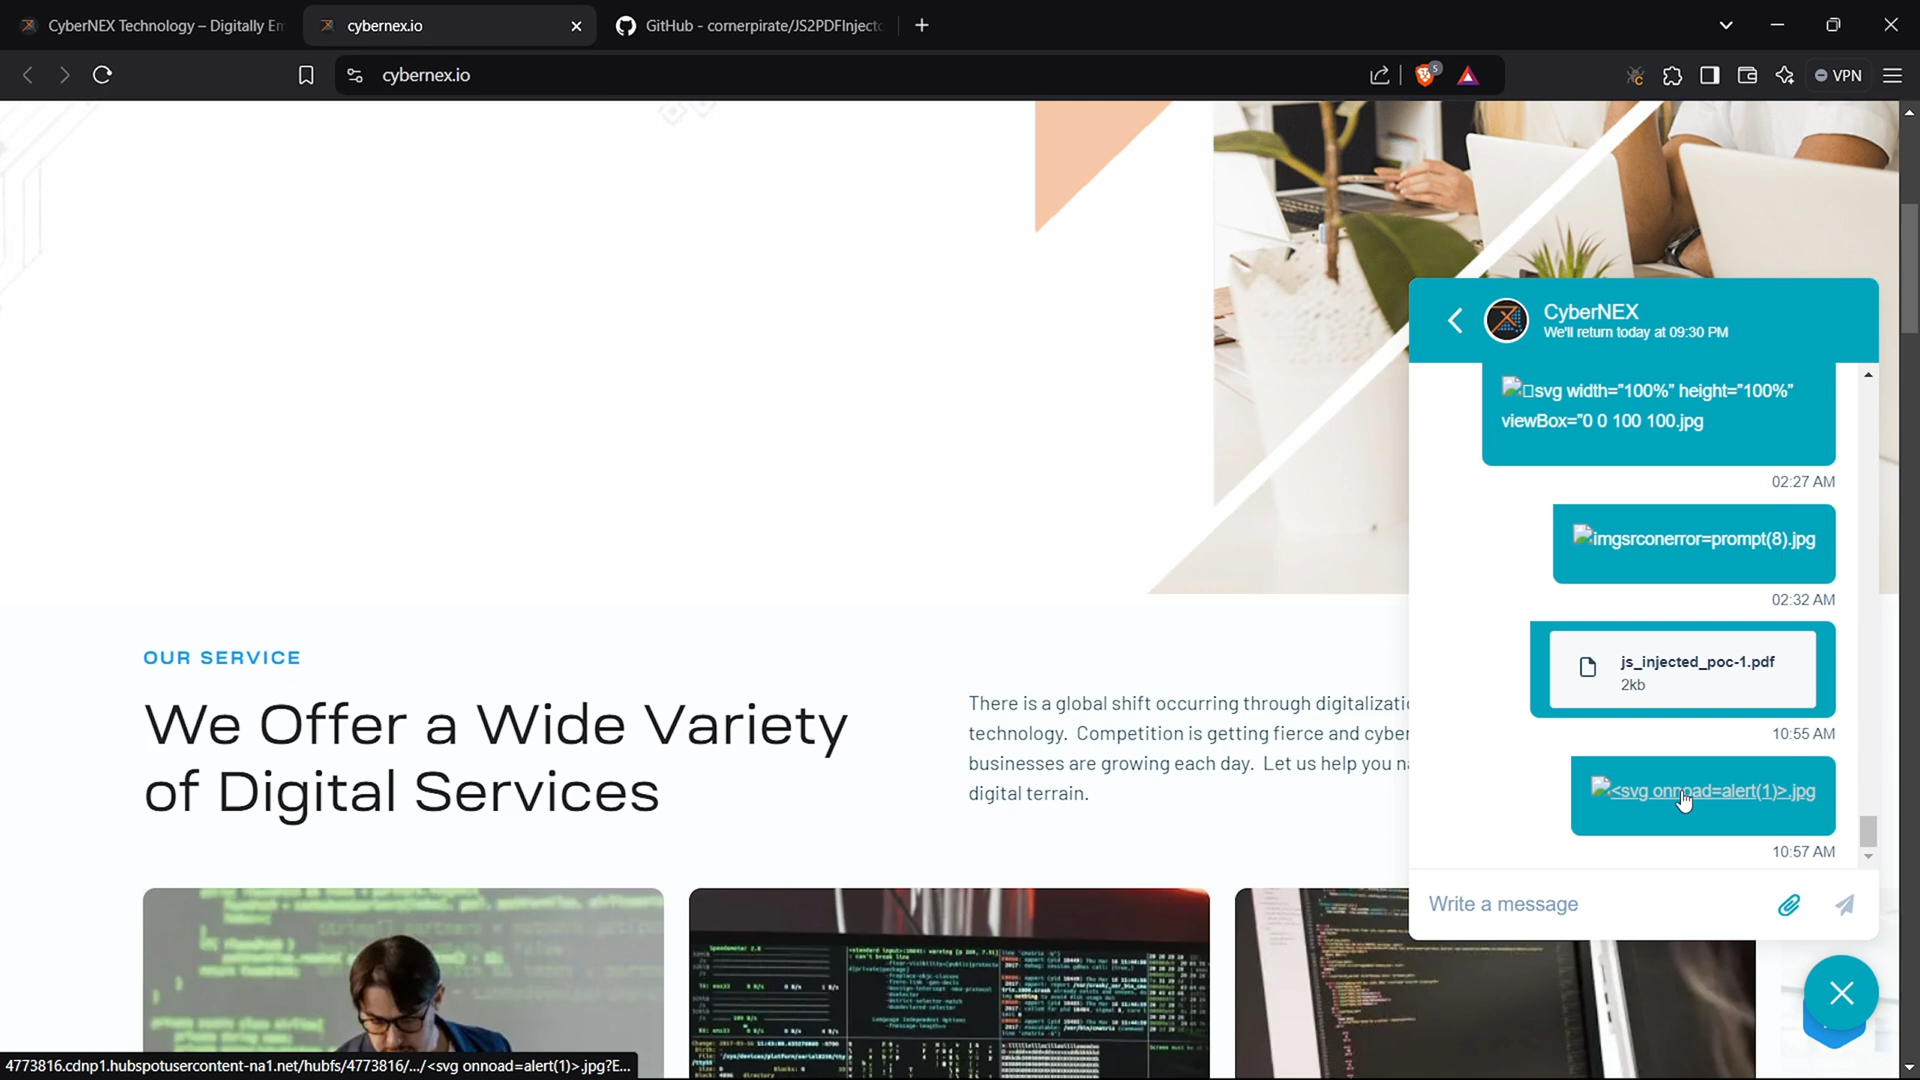 CyberNEX Technology – Digitally Em
cybernex.io
GitHub - cornerpirate/JS2PDFInjecto
cybernex.io
5
VPN
CyberNEX
We'll return today at 09:30 PM
svg width="100%" height="100%"
viewBox="0 0 100 100.jpg
02:27 AM
imgsrconerror=prompt(8).jpg
02:32 AM
js_injected_poc-1.pdf
2kb
10:55 AM
<svg onnoad=alert(1)>.jpg
10:57 AM
Write a message
OUR SERVICE
We Offer a Wide Variety
of Digital Services
There is a global shift occurring through digitalizati
technology. Competition is getting fierce and cyber
businesses are growing each day. Let us help you n
digital terrain.
4773816.cdnp1.hubspotusercontent-na1.net/hubfs/4773816/.../<svg onnoad=alert(1)>.jpg?E...